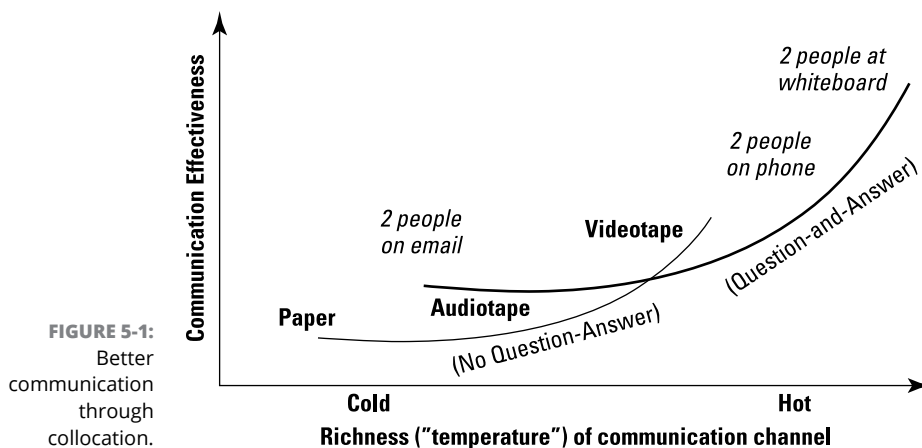 2 people at
whiteboard
2 people
on phone
2 people
on email
Videotape
Paper
Audiotape
(No Question-Answer)
(Question-and-Answer)
Communication Effectiveness
Cold
Hot
Richness ("temperature") of communication channel
FIGURE 5-1:
Better
communication
through
collocation.